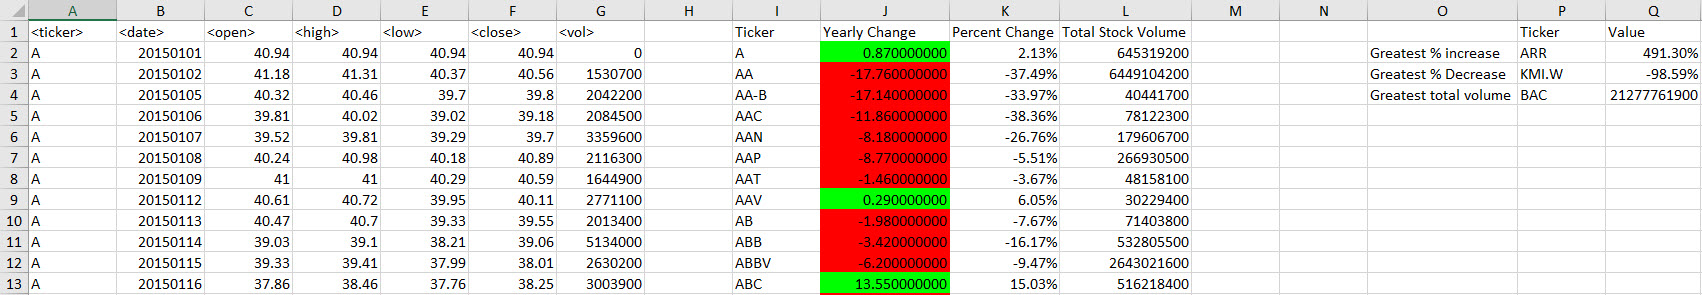 A B C D E F G H I J K L M N O P Q
1 <ticker> <date> <open> <high> <low> <close> <vol> Ticker Yearly Change Percent Change Total Stock Volume Ticker Value
2 A 20150101 40.94 40.94 40.94 40.94 0 A 0.870000000 2.13% 645319200 Greatest % increase ARR 491.30%
3 A 20150102 41.18 41.31 40.37 40.56 1530700 AA -17.760000000 -37.49% 6449104200 Greatest % Decrease KMI.W -98.59%
4 A 20150105 40.32 40.46 39.7 39.8 2042200 AA-B -17.140000000 -33.97% 40441700 Greatest total volume BAC 21277761900
5 A 20150106 39.81 40.02 39.02 39.18 2084500 AAC -11.860000000 -38.36% 78122300
6 A 20150107 39.52 39.81 39.29 39.7 3359600 AAN -8.180000000 -26.76% 179606700
7 A 20150108 40.24 40.98 40.18 40.89 2116300 AAP -8.770000000 -5.51% 266930500
8 A 20150109 41 41 40.29 40.59 1644900 AAT -1.460000000 -3.67% 48158100
9 A 20150112 40.61 40.72 39.95 40.11 2771100 AAV 0.290000000 6.05% 30229400
10 A 20150113 40.47 40.7 39.33 39.55 2013400 AB -1.980000000 -7.67% 71403800
11 A 20150114 39.03 39.1 38.21 39.06 5134000 ABB -3.420000000 -16.17% 532805500
12 A 20150115 39.33 39.41 37.99 38.01 2630200 ABBV -6.200000000 -9.47% 2643021600
13 A 20150116 37.86 38.46 37.76 38.25 3003900 ABC 13.550000000 15.03% 516218400